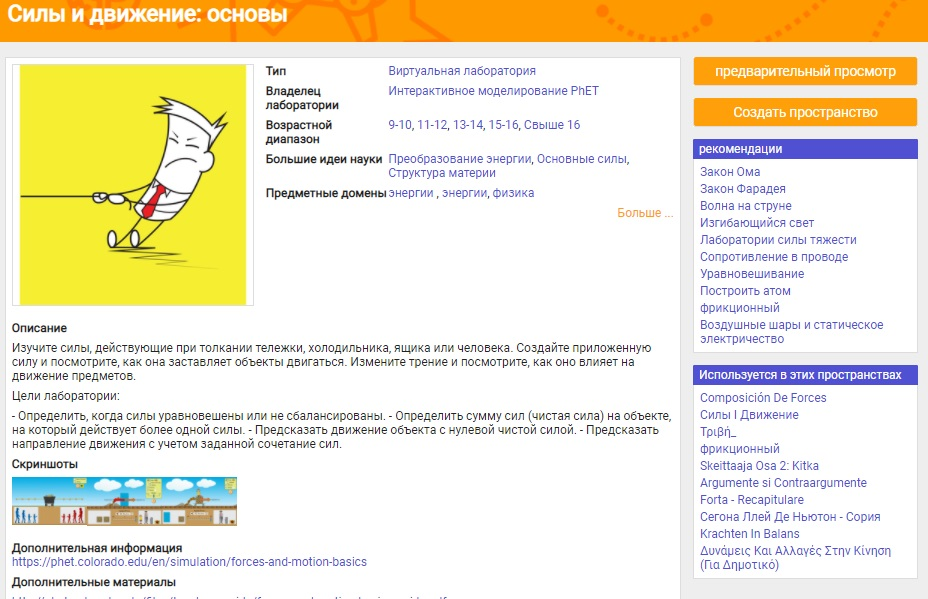 Силы и движение: основы
Тип Виртуальная лаборатория
Владелец лаборатории Интерактивное моделирование PhET
Возрастной диапазон 9-10, 11-12, 13-14, 15-16, Свыше 16
Большие идеи науки Преобразование энергии, Основные силы,
Структура материи
Предметные домены энергии , энергии, физика
Больше ...
Описание
Изучите силы, действующие при толкании тележки, холодильника, ящика или человека. Создайте приложенную
силу и посмотрите, как она заставляет объекты двигаться. Измените трение и посмотрите, как оно влияет на
движение предметов.
Цели лаборатории:
- Определить, когда силы уравновешены или не сбалансированы. - Определить сумму сил (чистая сила) на объекте,
на который действует более одной силы. - Предсказать движение объекта с нулевой чистой силой. - Предсказать
направление движения с учетом заданной сочетание сил.
Скриншоты
Дополнительная информация
https://phet.colorado.edu/en/simulation/forces-and-motion-basics
Дополнительные материалы
предварительный просмотр
Создать пространство
рекомендации
Закон Ома
Закон Фарадея
Волна на струне
Изгибающийся свет
Лаборатории силы тяжести
Сопротивление в проводе
Уравновешивание
Построить атом
фрикционный
Воздушные шары и статическое
электричество
Используется в этих пространствах
Composición De Forces
Силы І Движение
Τριβή_
фрикционный
Skeittaaja Osa 2: Kitka
Argumente si Contraargumente
Forta - Recapitulare
Сегона Ллей Де Ньютон - Сория
Krachten In Balans
Δυνάμεις Και Αλλαγές Στην Κίνηση
(Για Δημοτικό)